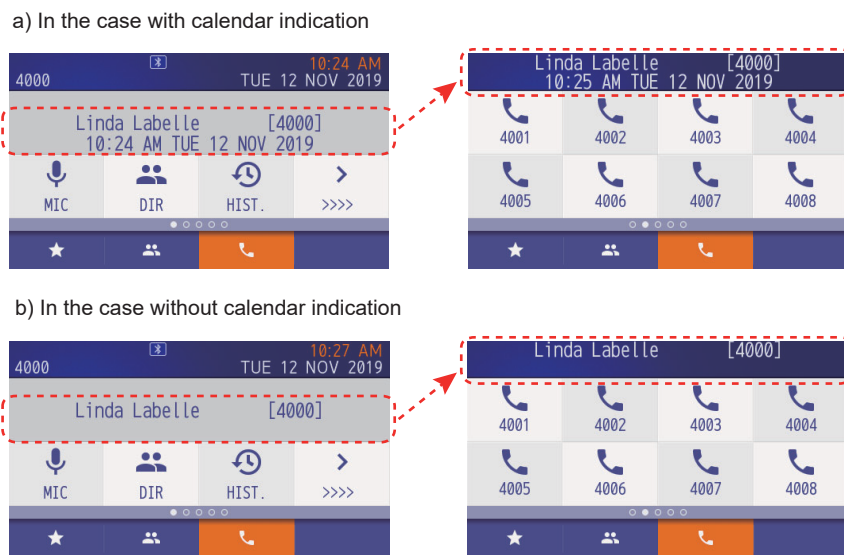 a) In the case with calendar indication
10:24 AM
4000 TUE 12 NOV 2019
Linda Labelle [4000]
10:24 AM TUE 12 NOV 2019
MIC DIR HIST. >>>>
Linda Labelle [4000]
10:25 AM TUE 12 NOV 2019
4001 4002 4003 4004
4005 4006 4007 4008
b) In the case without calendar indication
10:27 AM
4000 TUE 12 NOV 2019
Linda Labelle [4000]
MIC DIR HIST. >>>>
Linda Labelle [4000]
4001 4002 4003 4004
4005 4006 4007 4008